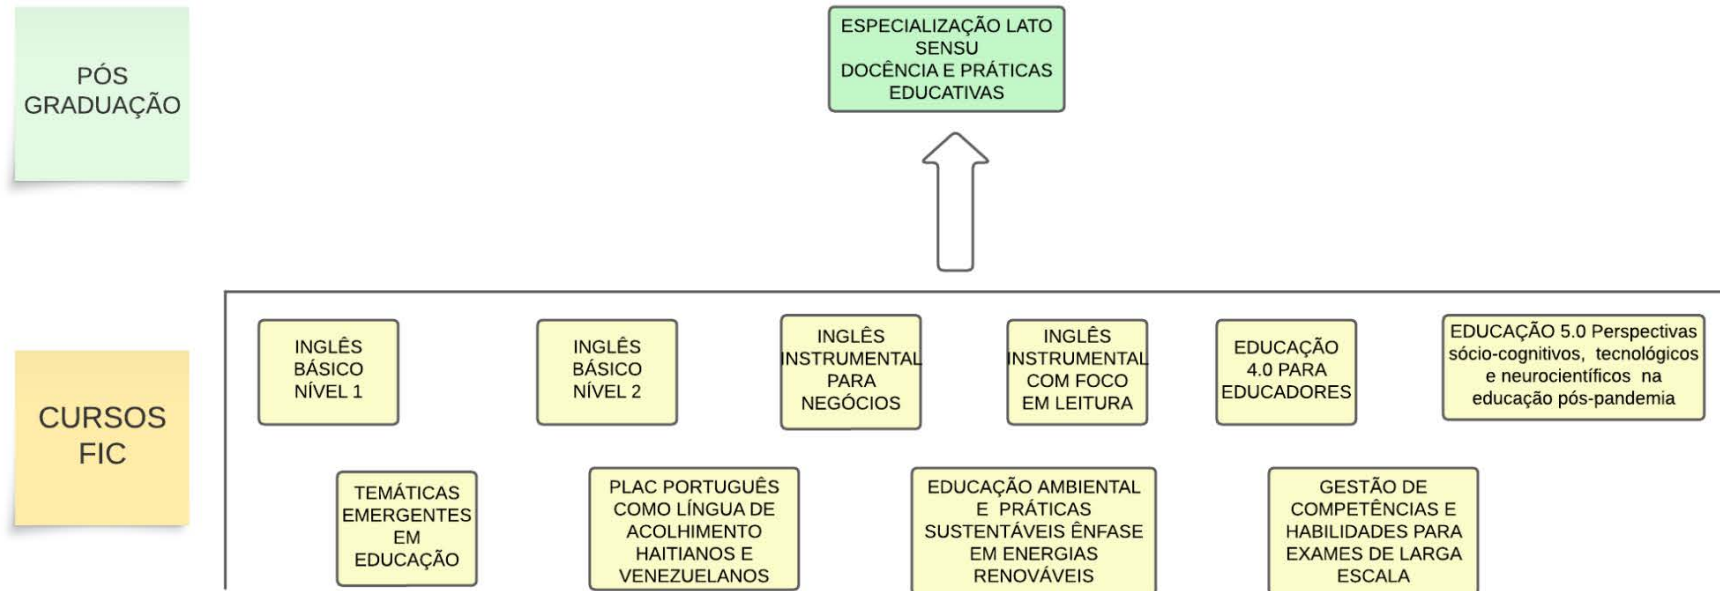 PÓS
GRADUAÇÃO
ESPECIALIZAÇÃO LATO
SENSU
DOCÊNCIA E PRÁTICAS
EDUCATIVAS
CURSOS
FIC
INGLÊS
BÁSICO
NÍVEL 1
INGLÊS
BÁSICO
NÍVEL 2
INGLÊS
INSTRUMENTAL
PARA
NEGÓCIOS
INGLÊS
INSTRUMENTAL
COM FOCO
EM LEITURA
EDUCAÇÃO
4.0 PARA
EDUCADORES
EDUCAÇÃO 5.0 Perspectivas
sócio-cognitivos, tecnológicos
e neurocientíficos na
educação pós-pandemia
TEMÁTICAS
EMERGENTES
EM
EDUCAÇÃO
PLAC PORTUGUÊS
COMO LÍNGUA DE
ACOLHIMENTO
HAITIANOS E
VENEZUELANOS
EDUCAÇÃO AMBIENTAL
E PRÁTICAS
SUSTENTÁVEIS ÊNFASE
EM ENERGIAS
RENOVÁVEIS
GESTÃO DE
COMPETÊNCIAS E
HABILIDADES PARA
EXAMES DE LARGA
ESCALA